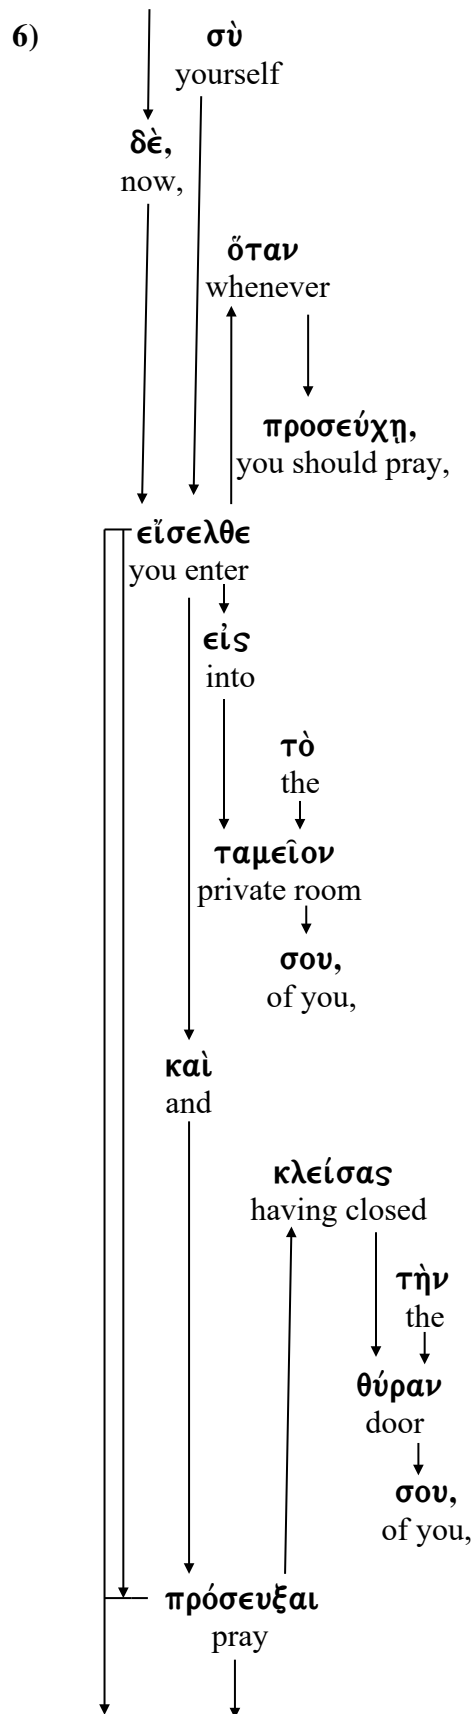 6)
σὺ
yourself
δὲ,
now,
ὅταν
whenever
προσεύχῃ,
you should pray,
εἴσελθε
you enter
εἰς
into
τὸ
the
ταμεῖον
private room
σου,
of you,
καὶ
and
κλείσας
having closed
τὴν
the
θύραν
door
σου,
of you,
πρόσευξαι
pray